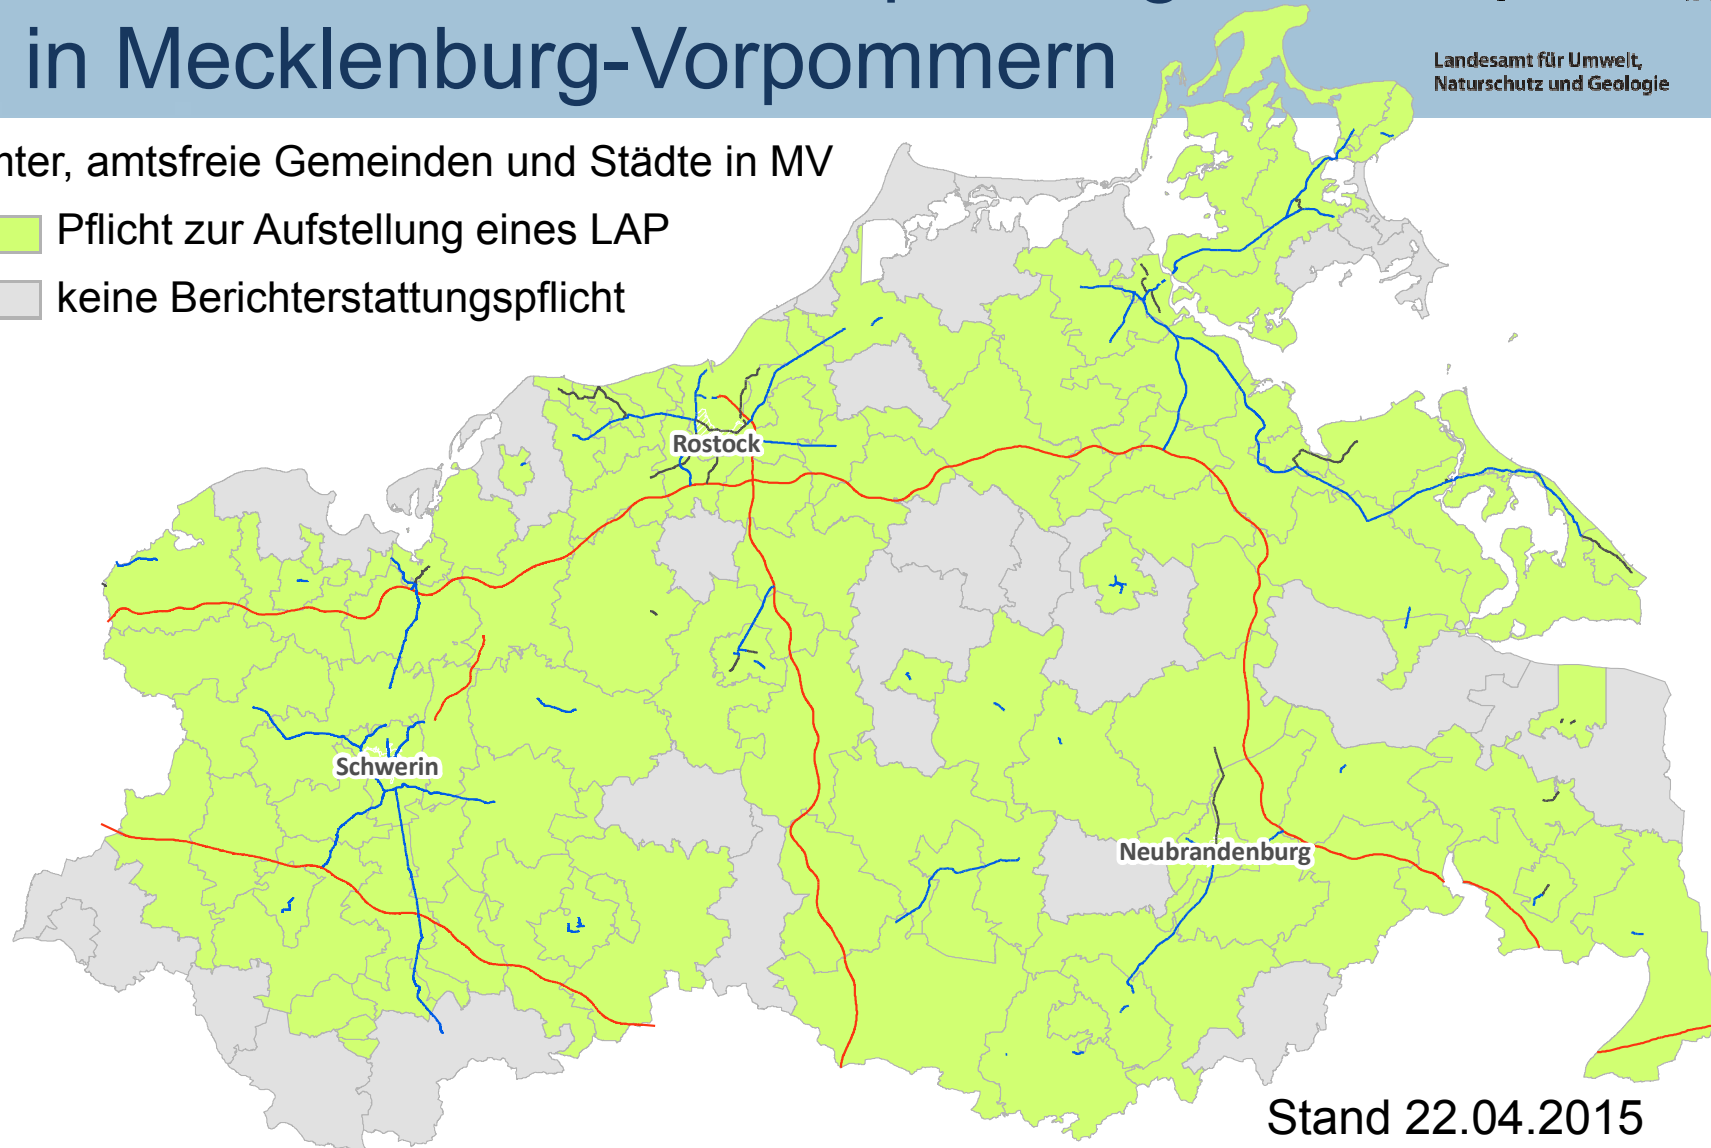 in Mecklenburg-Vorpommern
Landesamt für Umwelt,
Naturschutz und Geologie
nter, amtsfreie Gemeinden und Städte in MV
Pflicht zur Aufstellung eines LAP
keine Berichterstattungspflicht
Rostock
Schwerin
Neubrandenburg
Stand 22.04.2015